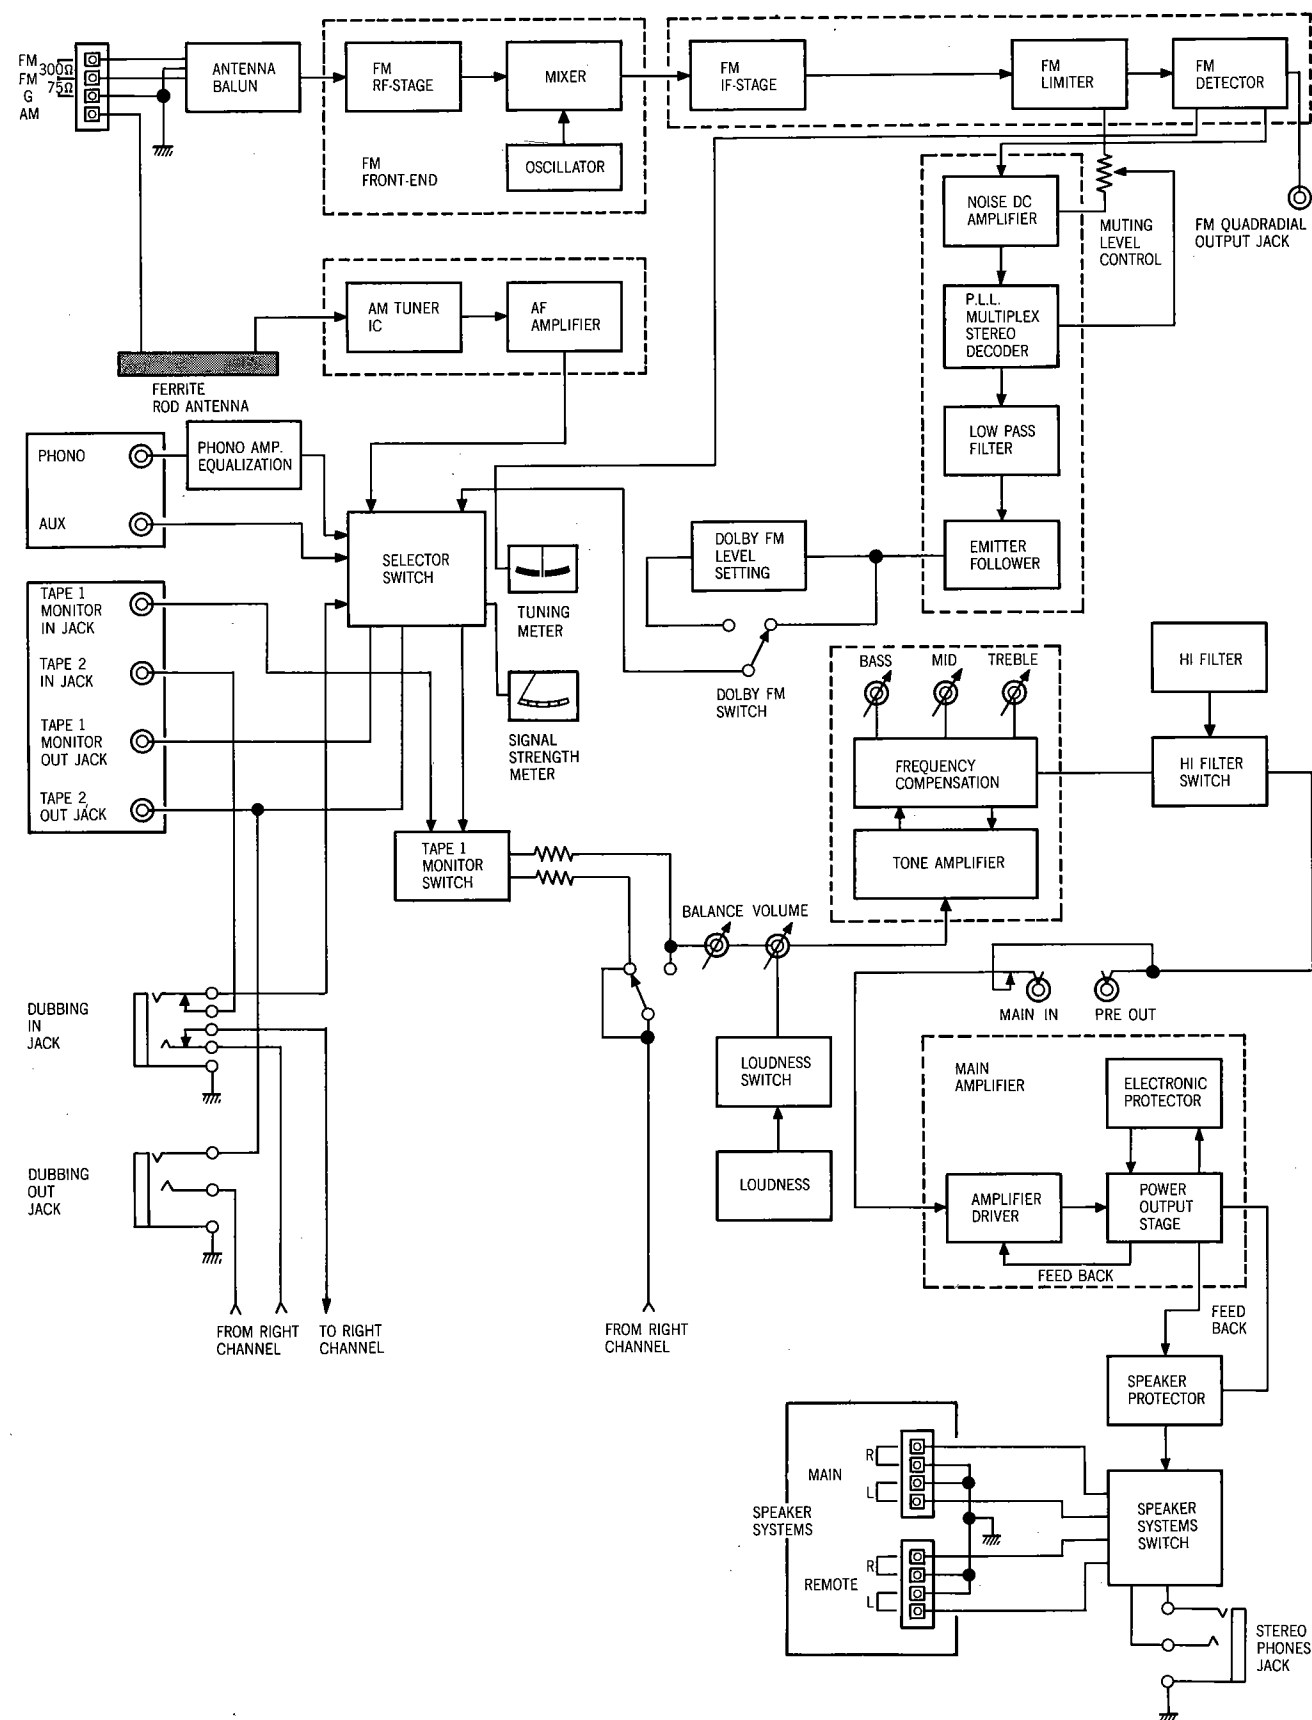 FM
300Ω
FM
75Ω
G
AM
ANTENNA
BALUN
FM
RF-STAGE
MIXER
OSCILLATOR
FM
FRONT-END
FM
IF-STAGE
FM
LIMITER
FM
DETECTOR
NOISE DC
AMPLIFIER
MUTING
LEVEL
CONTROL
FM QUADRADIAL
OUTPUT JACK
AM TUNER
IC
AF
AMPLIFIER
P.L.L.
MULTIPLEX
STEREO
DECODER
FERRITE
ROD ANTENNA
PHONO
PHONO AMP.
EQUALIZATION
LOW PASS
FILTER
AUX
SELECTOR
SWITCH
TUNING
METER
DOLBY FM
LEVEL
SETTING
EMITTER
FOLLOWER
TAPE 1
MONITOR
IN JACK
TAPE 2
IN JACK
TAPE 1
MONITOR
OUT JACK
TAPE 2
OUT JACK
SIGNAL
STRENGTH
METER
DOLBY FM
SWITCH
BASS
MID
TREBLE
HI FILTER
FREQUENCY
COMPENSATION
HI FILTER
SWITCH
TAPE 1
MONITOR
SWITCH
TONE AMPLIFIER
BALANCE VOLUME
DUBBING
IN
JACK
MAIN IN
PRE OUT
LOUDNESS
SWITCH
MAIN
AMPLIFIER
ELECTRONIC
PROTECTOR
DUBBING
OUT
JACK
LOUDNESS
AMPLIFIER
DRIVER
POWER
OUTPUT
STAGE
FEED BACK
FROM RIGHT
CHANNEL
TO RIGHT
CHANNEL
FROM RIGHT
CHANNEL
FEED
BACK
SPEAKER
PROTECTOR
R
MAIN
L
SPEAKER
SYSTEMS
R
REMOTE
L
SPEAKER
SYSTEMS
SWITCH
STEREO
PHONES
JACK